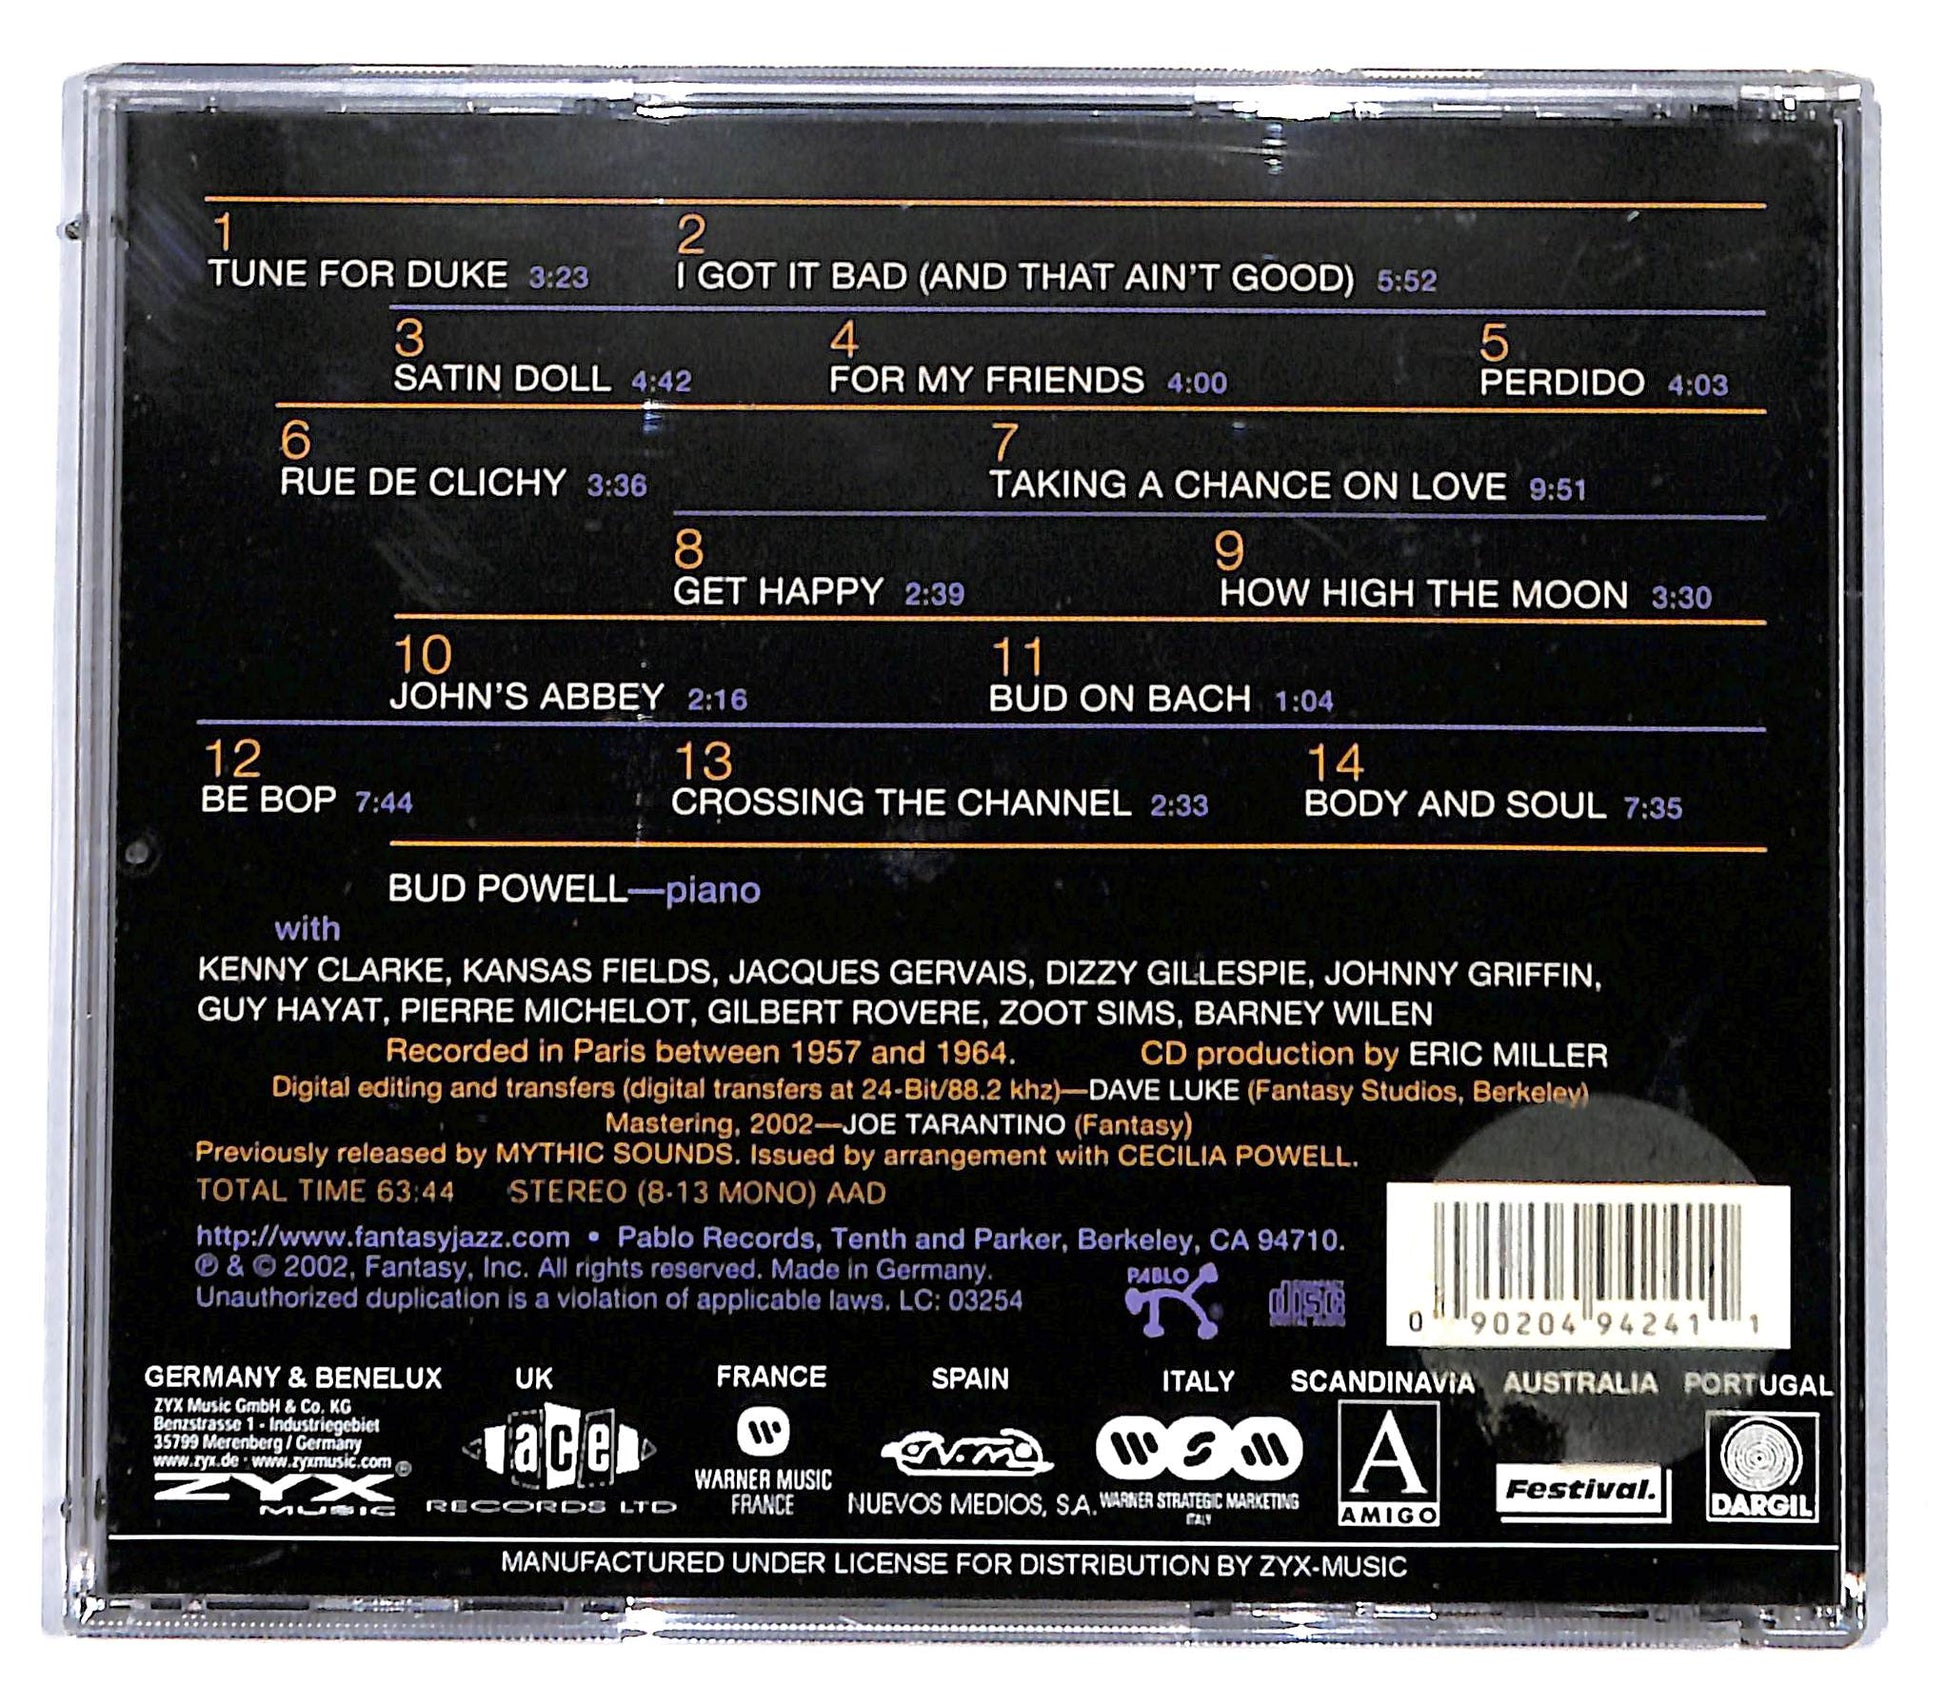 1 2
TUNE FOR DUKE 3:23 I GOT IT BAD (AND THAT AIN'T GOOD) 5:52
3 4 5
SATIN DOLL 4:42 FOR MY FRIENDS 4:00 PERDIDO 4:03
6 7
RUE DE CLICHY 3:36 TAKING A CHANCE ON LOVE 9:51
8 9
GET HAPPY 2:39 HOW HIGH THE MOON 3:30
10 11
JOHN'S ABBEY 2:16 BUD ON BACH 1:04
12 13 14
BE BOP 7:44 CROSSING THE CHANNEL 2:33 BODY AND SOUL 7:35
BUD POWELL—piano
with
KENNY CLARKE, KANSAS FIELDS, JACQUES GERVAIS, DIZZY GILLESPIE, JOHNNY GRIFFIN,
GUY HAYAT, PIERRE MICHELOT, GILBERT ROVERE, ZOOT SIMS, BARNEY WILEN
Recorded in Paris between 1957 and 1964. CD production by ERIC MILLER
Digital editing and transfers (digital transfers at 24-Bit/88.2 khz)—DAVE LUKE (Fantasy Studios, Berkeley)
Mastering, 2002—JOE TARANTINO (Fantasy)
Previously released by MYTHIC SOUNDS. Issued by arrangement with CECILIA POWELL.
TOTAL TIME 63:44 STEREO (8-13 MONO) AAD
http://www.fantasyjazz.com • Pablo Records, Tenth and Parker, Berkeley, CA 94710.
℗ & © 2002, Fantasy, Inc. All rights reserved. Made in Germany.
Unauthorized duplication is a violation of applicable laws. LC: 03254
PABLO ®
COMPACT disc
0 90204 94241 1
GERMANY & BENELUX UK FRANCE SPAIN ITALY SCANDINAVIA AUSTRALIA PORTUGAL
ZYX Music GmbH & Co. KG
Benzstrasse 1 - Industriegebiet
35799 Merenberg / Germany
www.zyx.de · www.zyxmusic.com
ZYX ®
MUSIC
ace
RECORDS LTD
WARNER MUSIC
FRANCE
N.M.
NUEVOS MEDIOS, S.A.
WSM
WARNER STRATEGIC MARKETING
ITALY
A
AMIGO
Festival.
DARGIL
MANUFACTURED UNDER LICENSE FOR DISTRIBUTION BY ZYX-MUSIC